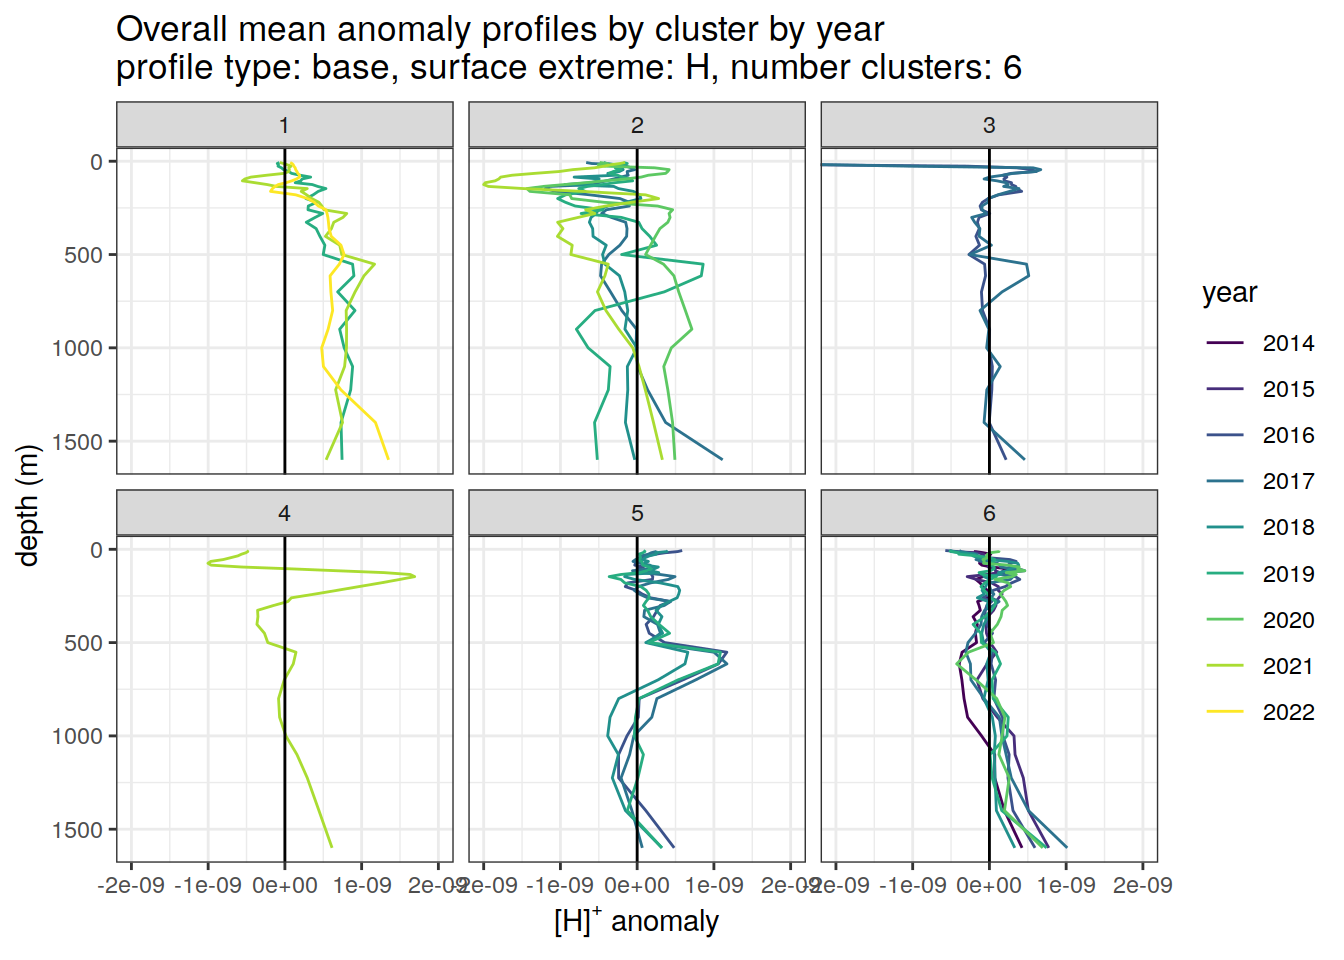 Overall mean anomaly profiles by cluster by year
profile type: base, surface extreme: H, number clusters: 6
1
2
3
0
500
1000
1500
4
5
6
0
500
1000
1500
-2e-09 -1e-09 0e+00 1e-09 2e-09
-2e-09 -1e-09 0e+00 1e-09 2e-09
-2e-09 -1e-09 0e+00 1e-09 2e-09
depth (m)
[H]⁺ anomaly
year
2014
2015
2016
2017
2018
2019
2020
2021
2022